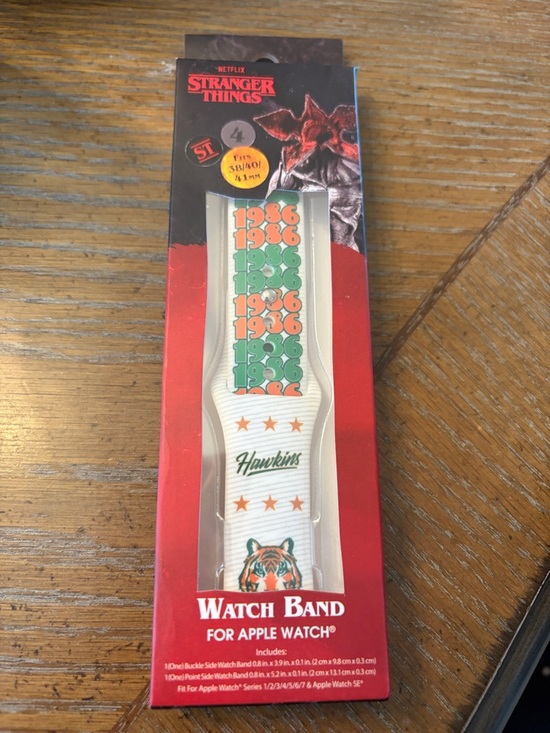 NETFLIX
STRANGER
THINGS
4
ST
FITS
38/40/
41MM
1986
1986
1986
1986
1986
1986
1986
1986
Hawkins
WATCH BAND
FOR APPLE WATCH®
Includes:
1(One) Buckle Side Watch Band 0.8 in. x 3.9 in. x 0.1 in. (2 cm x 9.8 cm x 0.3 cm)
1(One) Point Side Watch Band 0.8 in. x 5.2 in. x 0.1 in. (2 cm x 13.1 cm x 0.3 cm)
Fit For Apple Watch® Series 1/2/3/4/5/6/7 & Apple Watch SE®